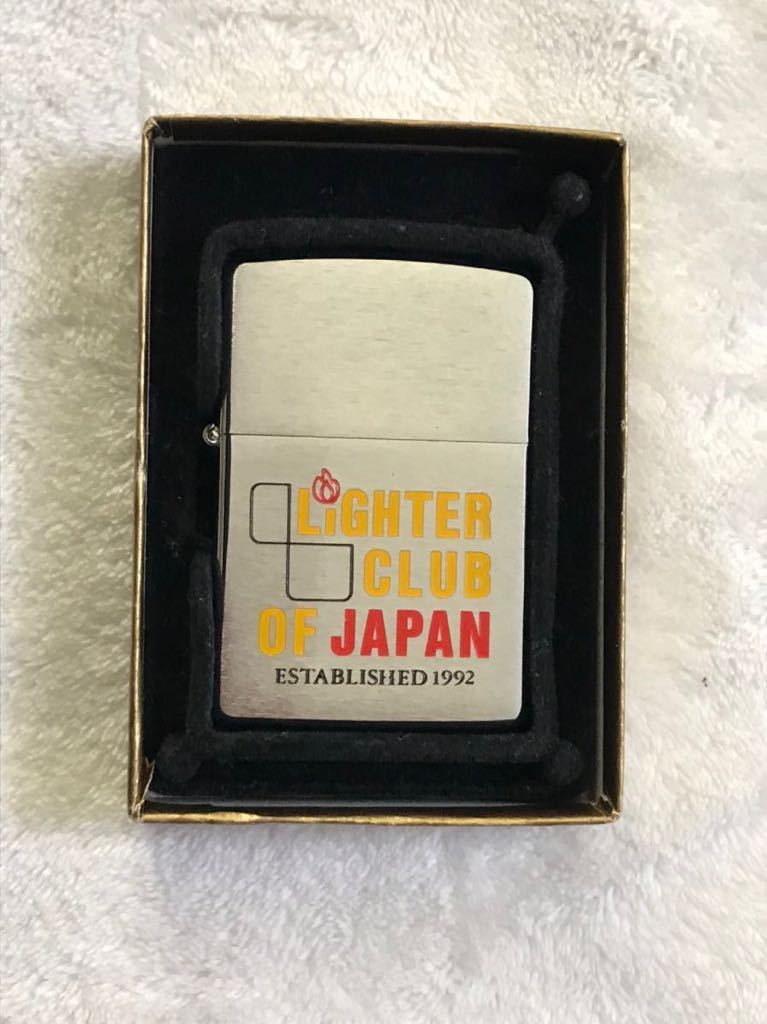 LiGHTER
CLUB
OF JAPAN
ESTABLISHED 1992